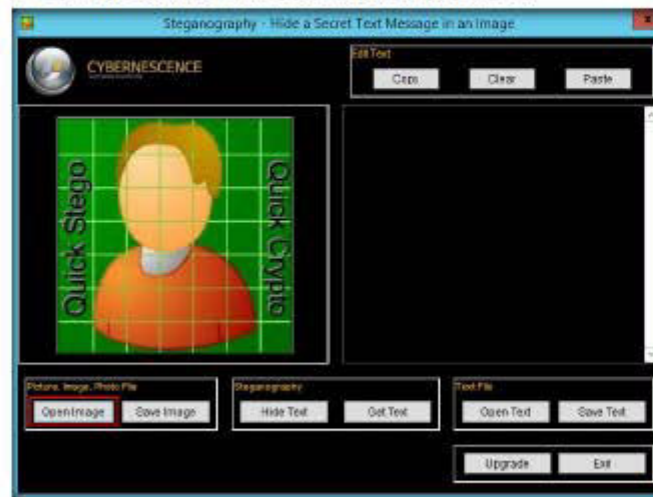 Steganography - Hide a Secret Text Message in an Image
CYBERNESCENCE
Edit Text
Copy
Clear
Paste
Quick Stego
Quick Crypto
Picture, Image, Photo File
Open Image
Save Image
Steganography
Hide Text
Get Text
Text File
Open Text
Save Text
Upgrade
Exit